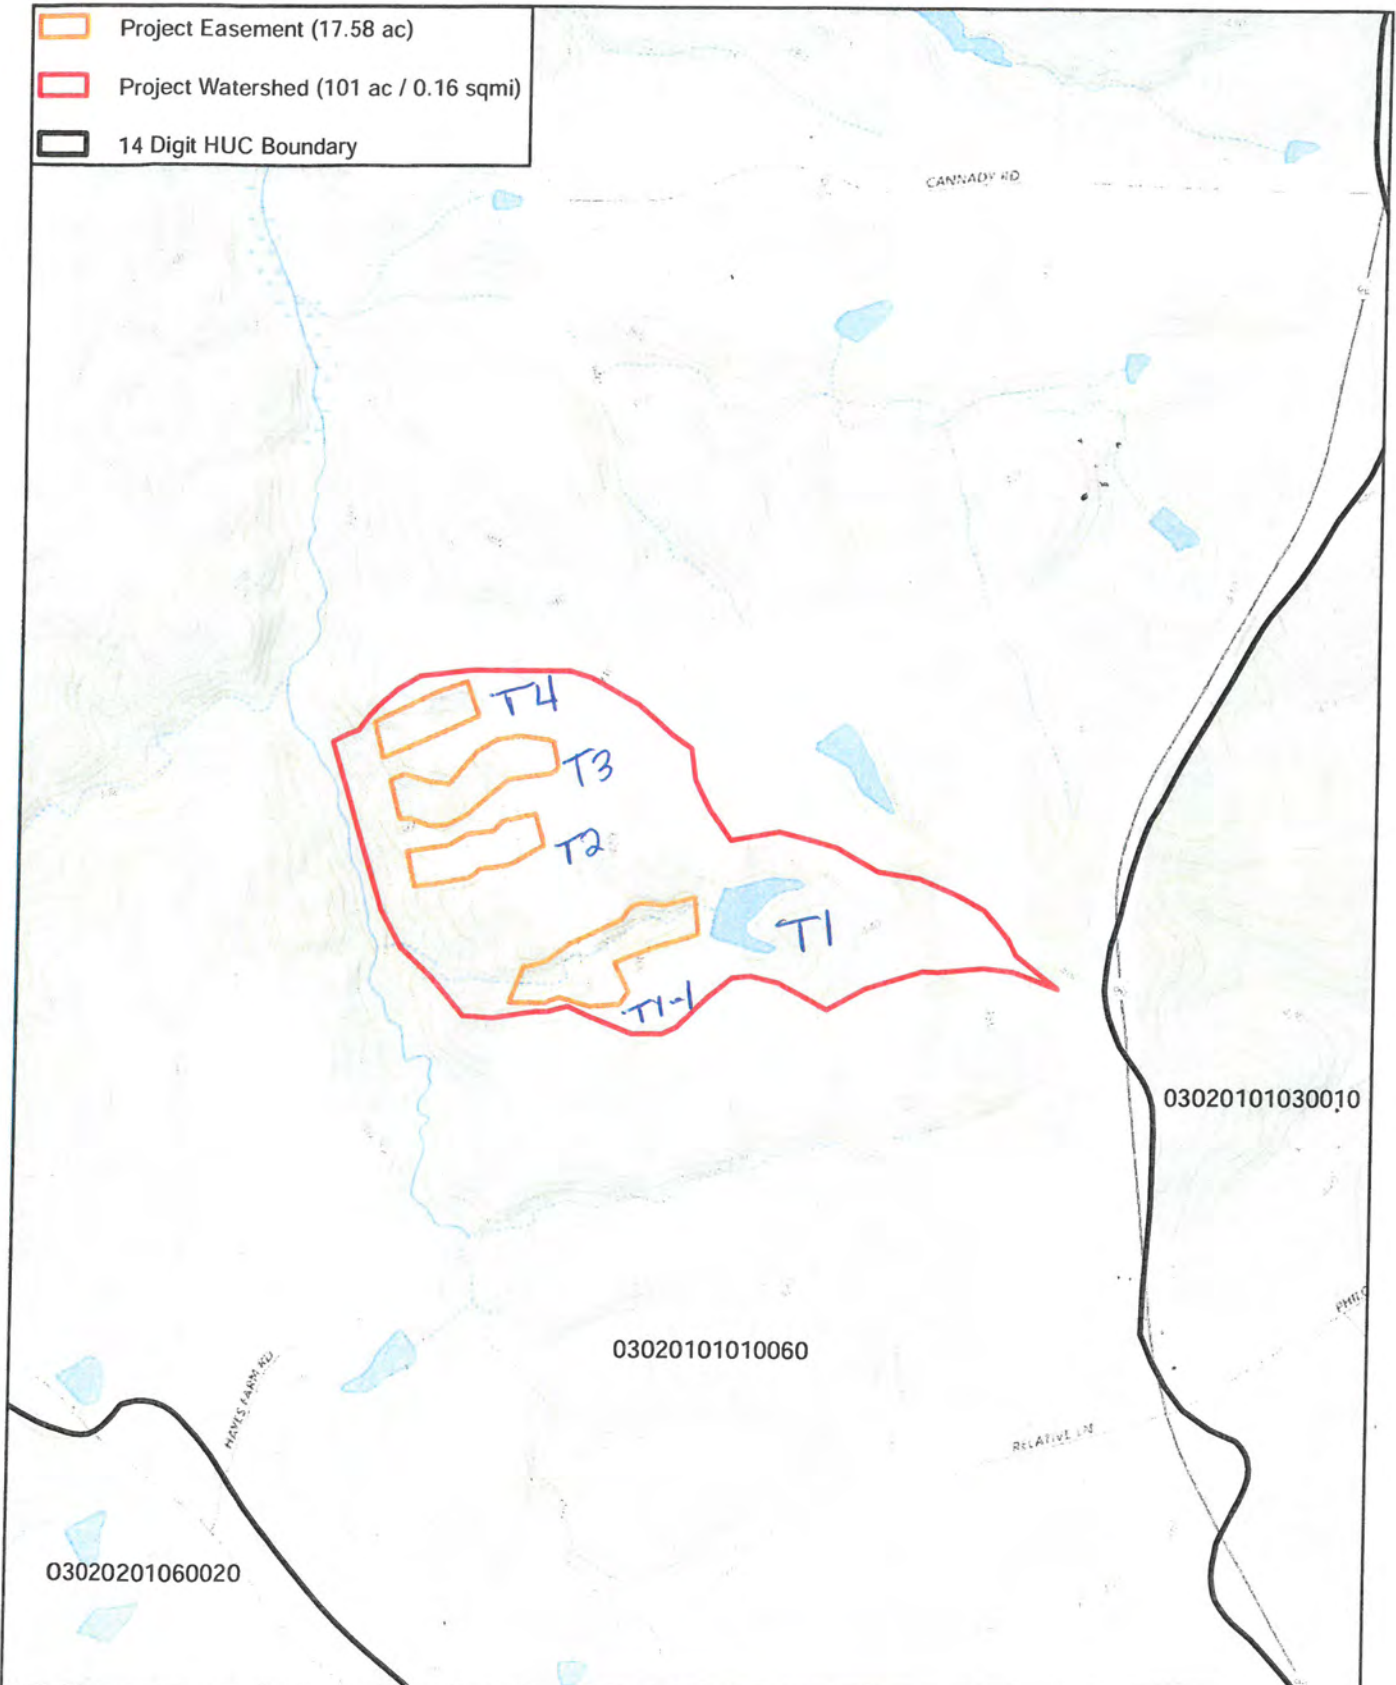 Project Easement (17.58 ac)
Project Watershed (101 ac / 0.16 sqmi)
14 Digit HUC Boundary
CANNADY RD
T4
T3
T2
T1
T1-1
03020101030010
03020101010060
HAYES FARM RD
RELATIVE LN
03020201060020